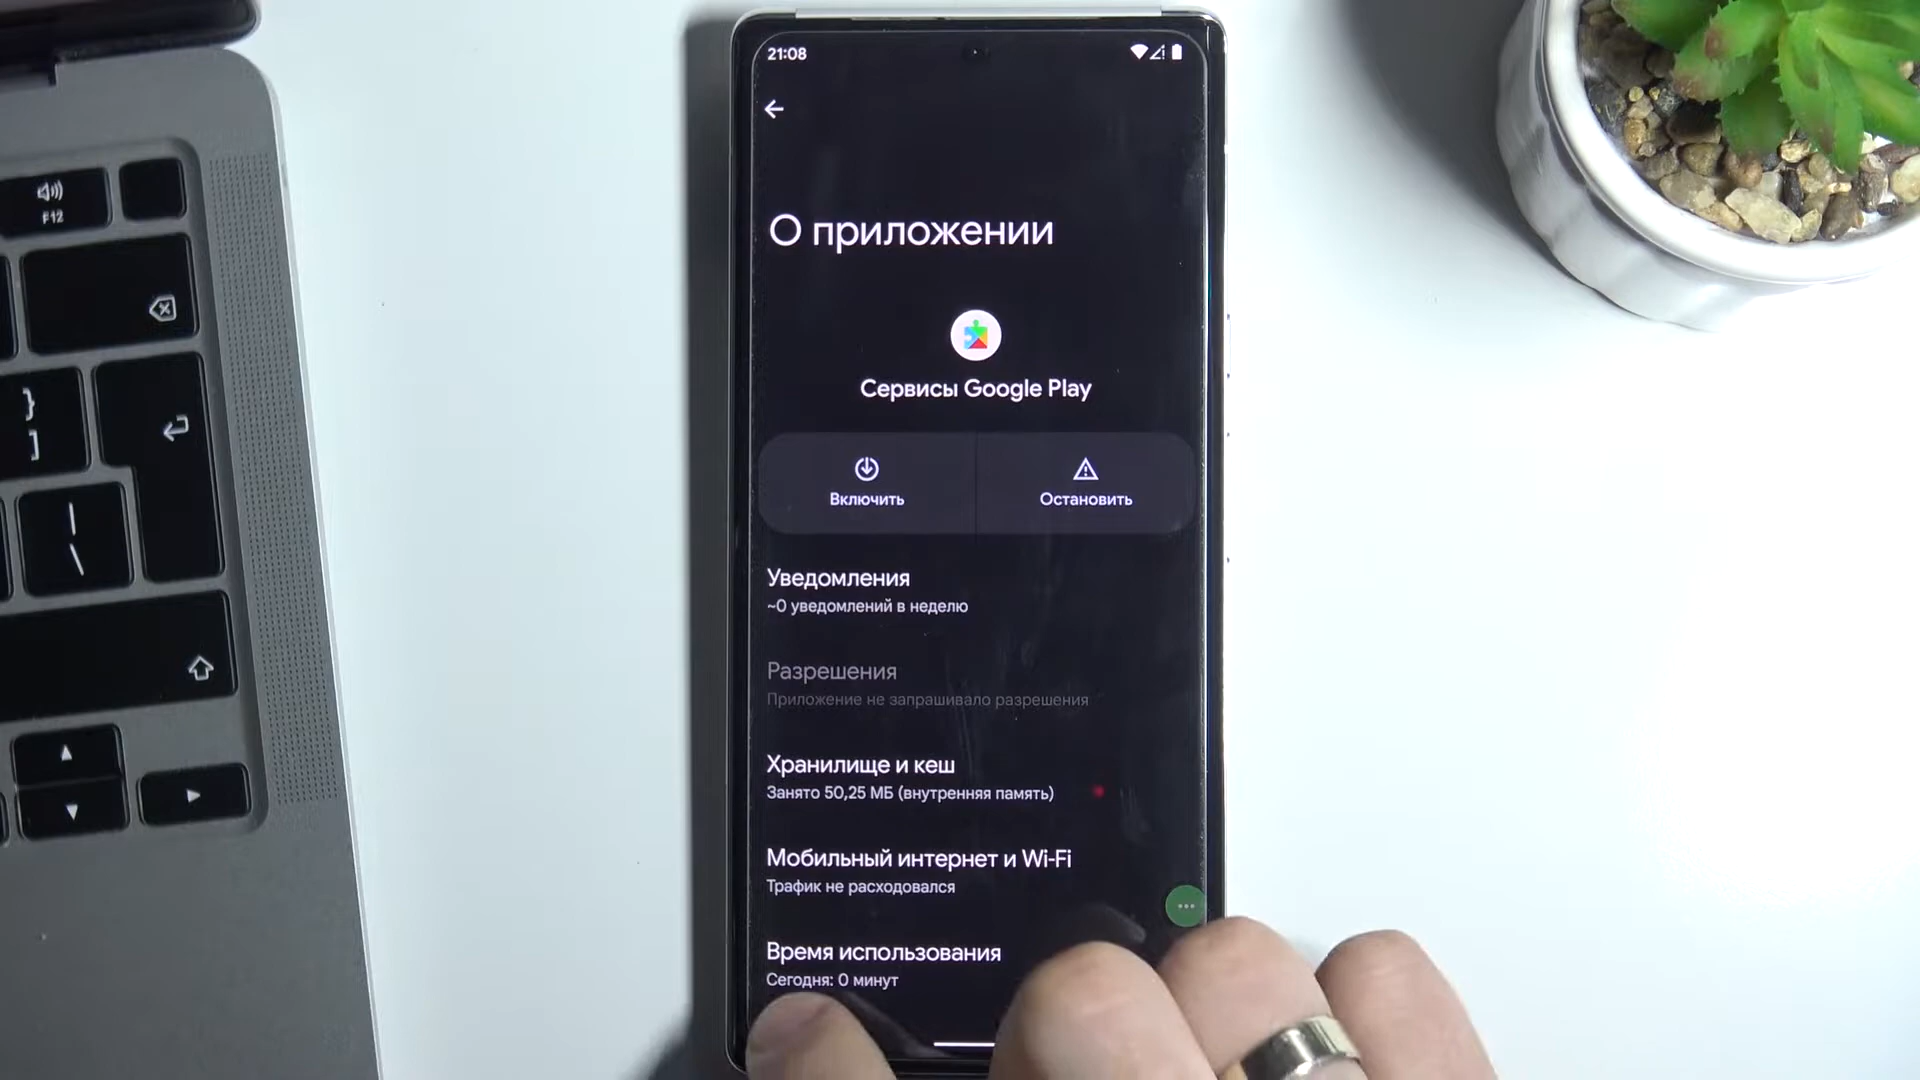 21:08
О приложении
Сервисы Google Play
Включить
Остановить
Уведомления
~0 уведомлений в неделю
Разрешения
Приложение не запрашивало разрешения
Хранилище и кеш
Занято 50,25 МБ (внутренняя память)
Мобильный интернет и Wi-Fi
Трафик не расходовался
Время использования
Сегодня: 0 минут
F12
}
]
|
\